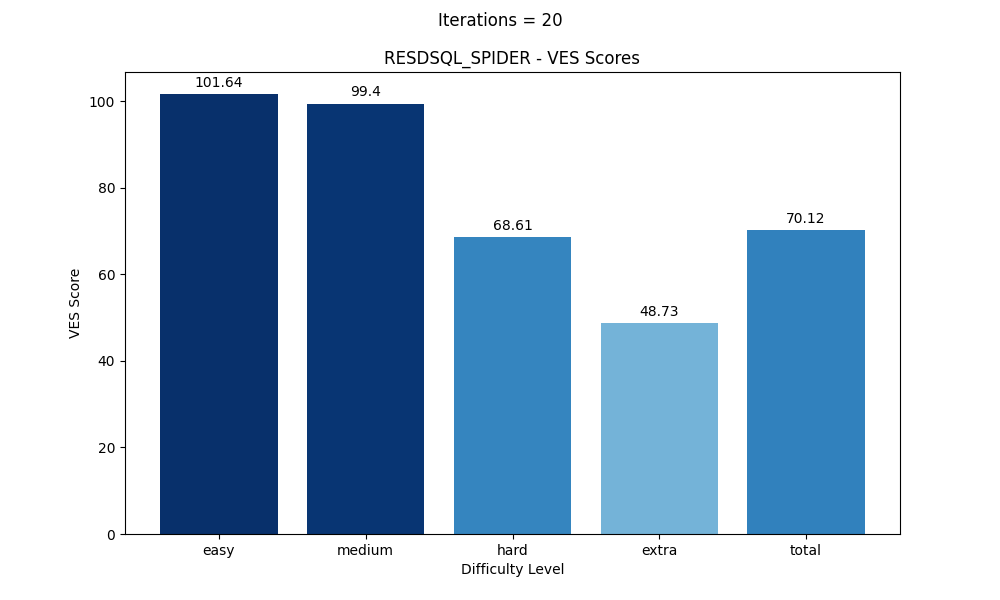 Iterations = 20
RESDSQL_SPIDER - VES Scores
101.64
99.4
68.61
48.73
70.12
100
80
60
40
20
0
VES Score
easy medium hard extra total
Difficulty Level